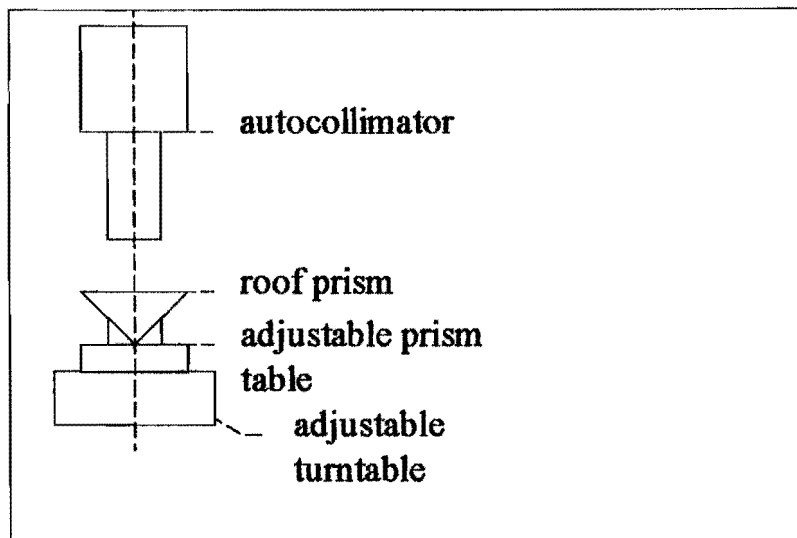 autocollimator
roof prism
adjustable prism
table
adjustable
turntable